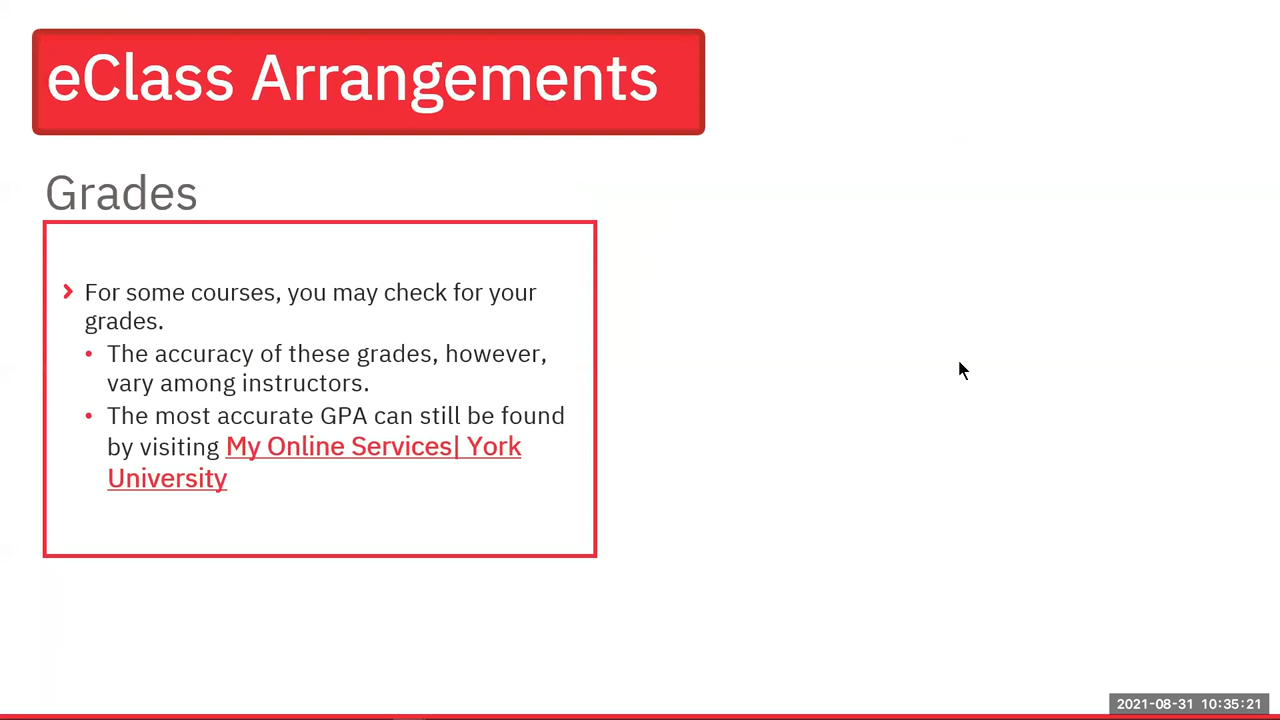 eClass Arrangements
Grades
For some courses, you may check for your
grades.
• The accuracy of these grades, however,
vary among instructors.
• The most accurate GPA can still be found
by visiting My Online Services| York
University
2021-08-31 10:35:21